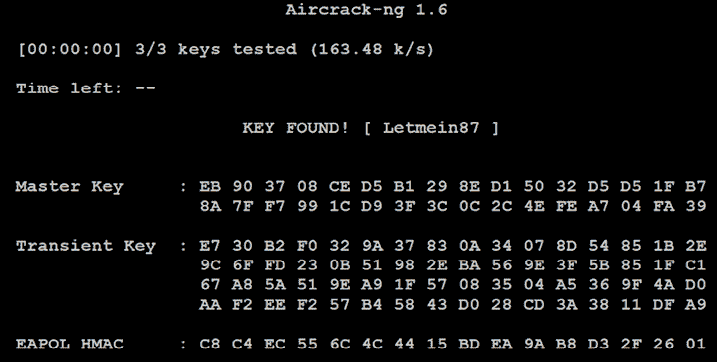 Aircrack-ng 1.6
[00:00:00] 3/3 keys tested (163.48 k/s)
Time left: --
KEY FOUND! [ Letmein87 ]
Master Key : EB 90 37 08 CE D5 B1 29 8E D1 50 32 D5 D5 1F B7
8A 7F F7 99 1C D9 3F 3C 0C 2C 4E FE A7 04 FA 39
Transient Key : E7 30 B2 F0 32 9A 37 83 0A 34 07 8D 54 85 1B 2E
9C 6F FD 23 0B 51 98 2E BA 56 9E 3F 5B 85 1F C1
67 A8 5A 51 9E A9 1F 57 08 35 04 A5 36 9F 4A D0
AA F2 EE F2 57 B4 58 43 D0 28 CD 3A 38 11 DF A9
EAPOL HMAC : C8 C4 EC 55 6C 4C 44 15 BD EA 9A B8 D3 2F 26 01